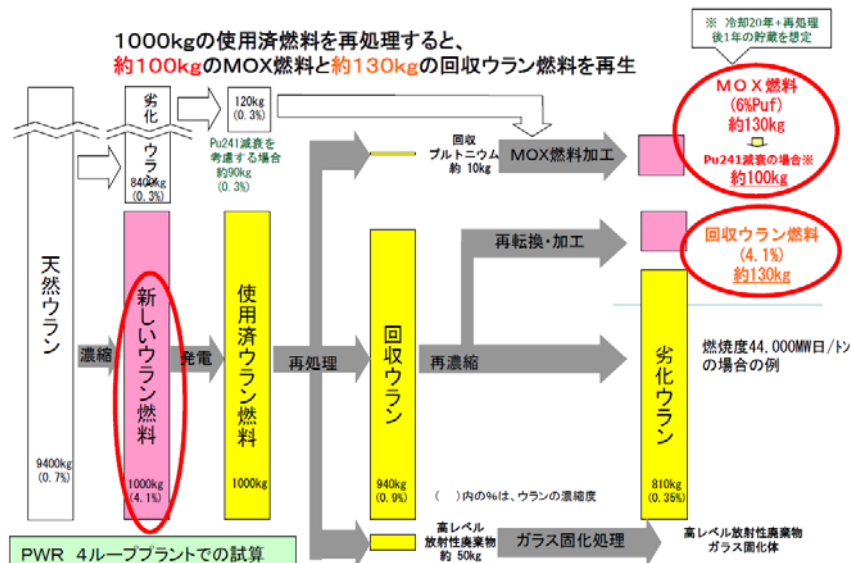 1000kgの使用済燃料を再処理すると、
約100kgのMOX燃料と約130kgの回収ウラン燃料を再生
※ 冷却20年+再処理
後1年の貯蔵を想定
劣化ウラン
8400kg
(0.3%)
120kg
(0.3%)
Pu241減衰を
考慮する場合
約90kg
(0.3%)
回収
プルトニウム
約 10kg
MOX燃料加工
MOX燃料
(6%Puf)
約130kg
Pu241減衰の場合※
約100kg
再転換・加工
回収ウラン燃料
(4.1%)
約130kg
天然ウラン
9400kg
(0.7%)
濃縮
新しいウラン燃料
1000kg
(4.1%)
発電
使用済ウラン燃料
1000kg
再処理
回収ウラン
940kg
(0.9%)
再濃縮
劣化ウラン
810kg
(0.35%)
燃焼度44,000MW日/トン
の場合の例
( )内の%は、ウランの濃縮度
高レベル
放射性廃棄物
約 50kg
ガラス固化処理
高レベル放射性廃棄物
ガラス固化体
PWR 4ループプラントでの試算